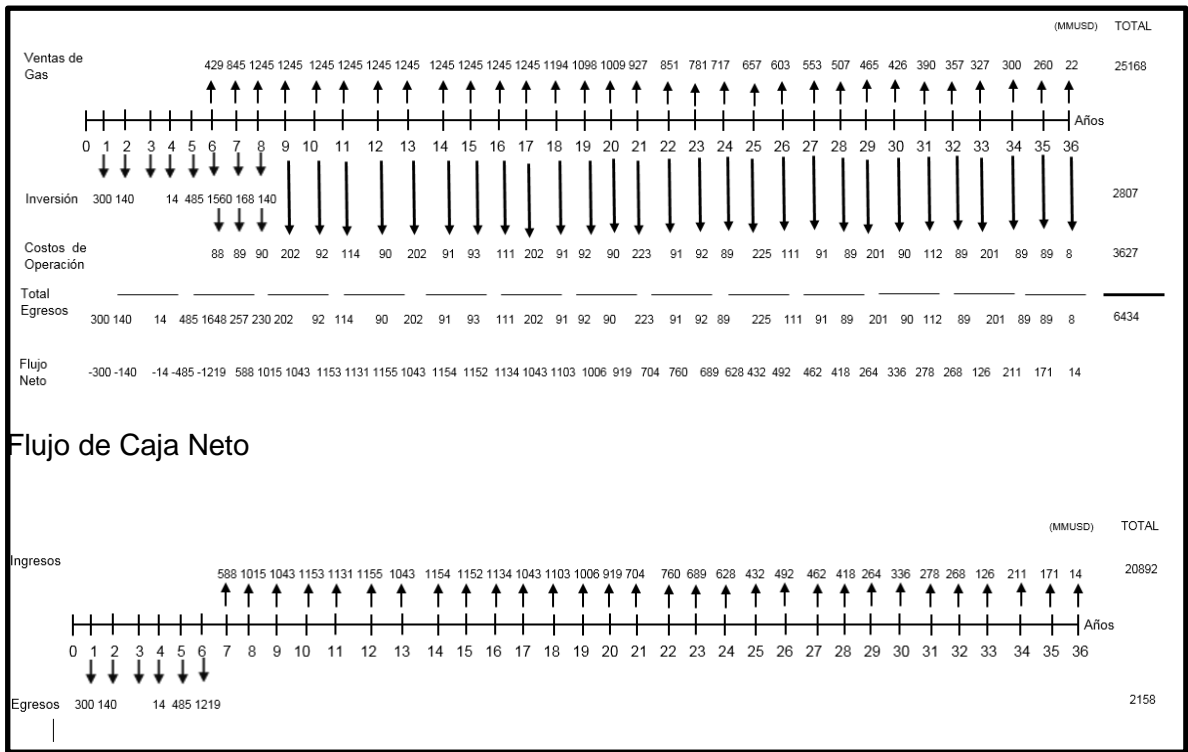 (MMUSD) TOTAL
Ventas de
Gas
429 845 1245 1245 1245 1245 1245 1245 1245 1245 1245 1245 1194 1098 1009 927 851 781 717 657 603 553 507 465 426 390 357 327 300 260 22 25168
Años
0 1 2 3 4 5 6 7 8 9 10 11 12 13 14 15 16 17 18 19 20 21 22 23 24 25 26 27 28 29 30 31 32 33 34 35 36
Inversión 300 140 14 485 1560 168 140 2807
Costos de
Operación
88 89 90 202 92 114 90 202 91 93 111 202 91 92 90 223 91 92 89 225 111 91 89 201 90 112 89 201 89 89 8 3627
Total
Egresos
300 140 14 485 1648 257 230 202 92 114 90 202 91 93 111 202 91 92 90 223 91 92 89 225 111 91 89 201 90 112 89 201 89 89 8 6434
Flujo
Neto
-300 -140 -14 -485 -1219 588 1015 1043 1153 1131 1155 1043 1154 1152 1134 1043 1103 1006 919 704 760 689 628 432 492 462 418 264 336 278 268 126 211 171 14
Flujo de Caja Neto
(MMUSD) TOTAL
Ingresos
588 1015 1043 1153 1131 1155 1043 1154 1152 1134 1043 1103 1006 919 704 760 689 628 432 492 462 418 264 336 278 268 126 211 171 14 20892
Años
0 1 2 3 4 5 6 7 8 9 10 11 12 13 14 15 16 17 18 19 20 21 22 23 24 25 26 27 28 29 30 31 32 33 34 35 36
Egresos 300 140 14 485 1219 2158